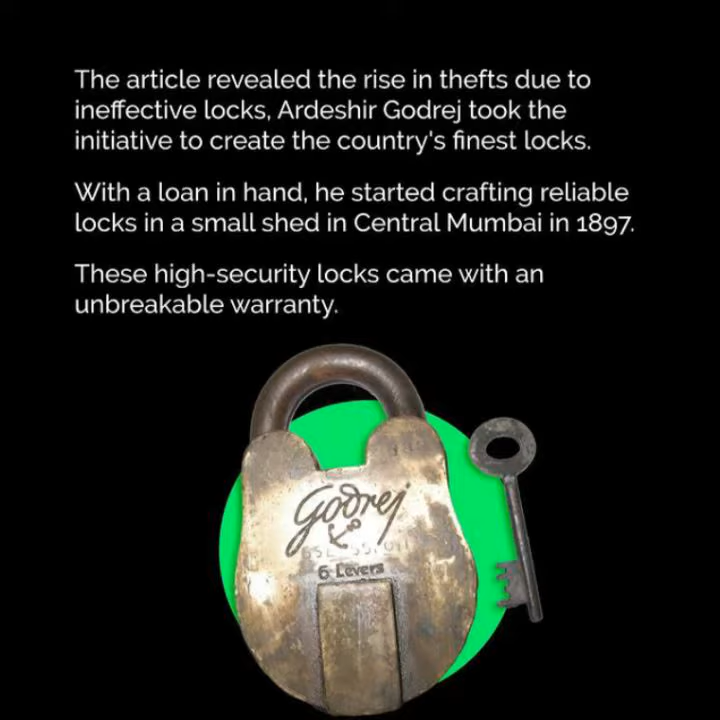 The article revealed the rise in thefts due to
ineffective locks, Ardeshir Godrej took the
initiative to create the country's finest locks.
With a loan in hand, he started crafting reliable
locks in a small shed in Central Mumbai in 1897.
These high-security locks came with an
unbreakable warranty.
Godrej
6 Levers